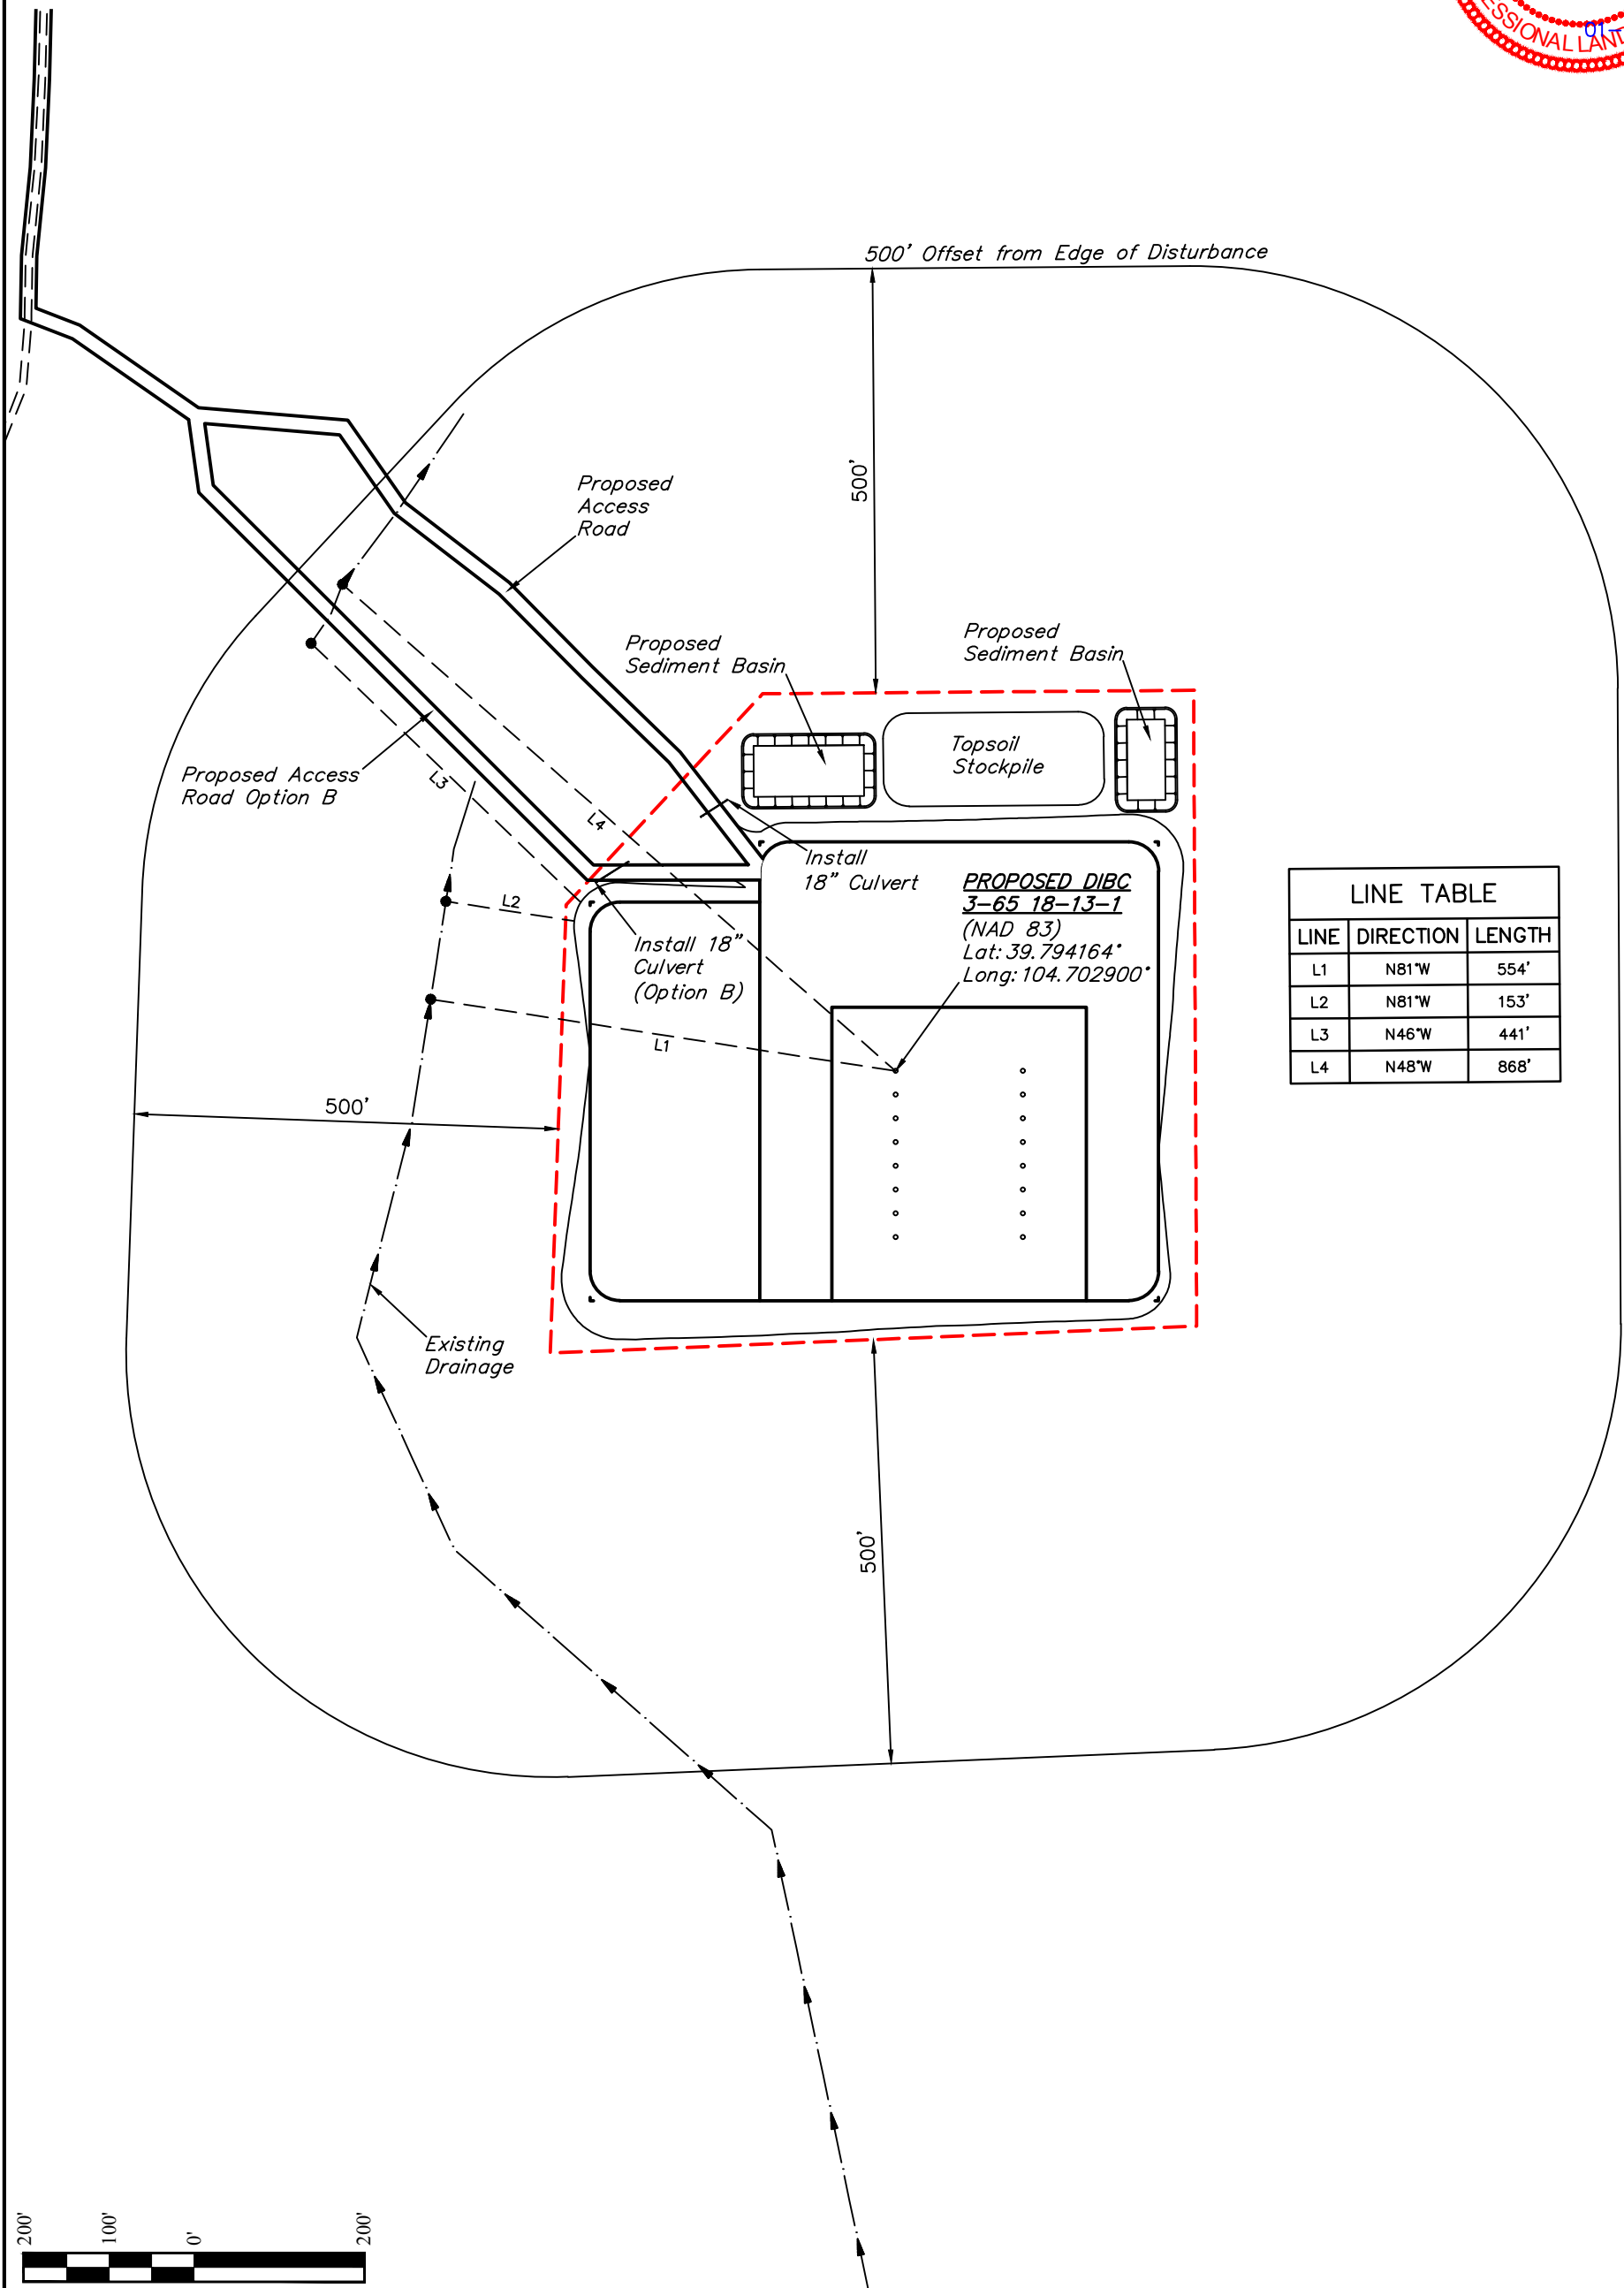 ESSIONAL LAND
01-
500' Offset from Edge of Disturbance
500'
Proposed
Access
Road
Proposed
Sediment Basin
Proposed
Sediment Basin
Topsoil
Stockpile
Proposed Access
Road Option B
L3
L4
Install
18" Culvert
PROPOSED DIBC
3-65 18-13-1
(NAD 83)
Lat: 39.794164°
Long: 104.702900°
L2
Install 18"
Culvert
(Option B)
L1
LINE TABLE
LINE DIRECTION LENGTH
L1 N81°W 554'
L2 N81°W 153'
L3 N46°W 441'
L4 N48°W 868'
500'
Existing
Drainage
500'
200' 100' 0' 200'